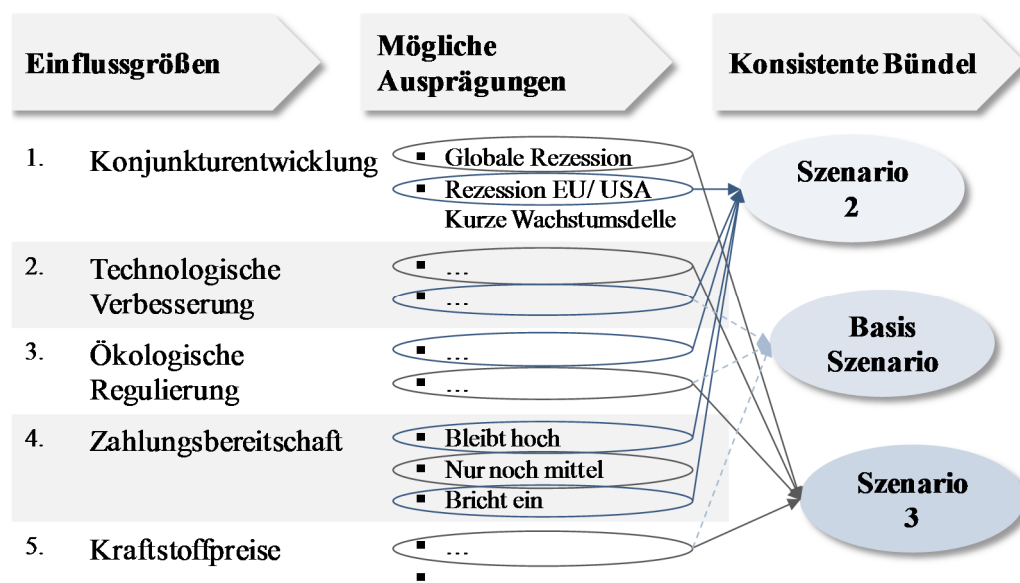 Einflussgrößen
Mögliche
Ausprägungen
Konsistente Bündel
1. Konjunkturentwicklung
▪ Globale Rezession
▪ Rezession EU/ USA
Kurze Wachstumsdelle
Szenario
2
2. Technologische
Verbesserung
▪ ...
▪ ...
Basis
Szenario
3. Ökologische
Regulierung
▪ ...
▪ ...
4. Zahlungsbereitschaft
▪ Bleibt hoch
▪ Nur noch mittel
▪ Bricht ein
Szenario
3
5. Kraftstoffpreise
▪ ...
▪